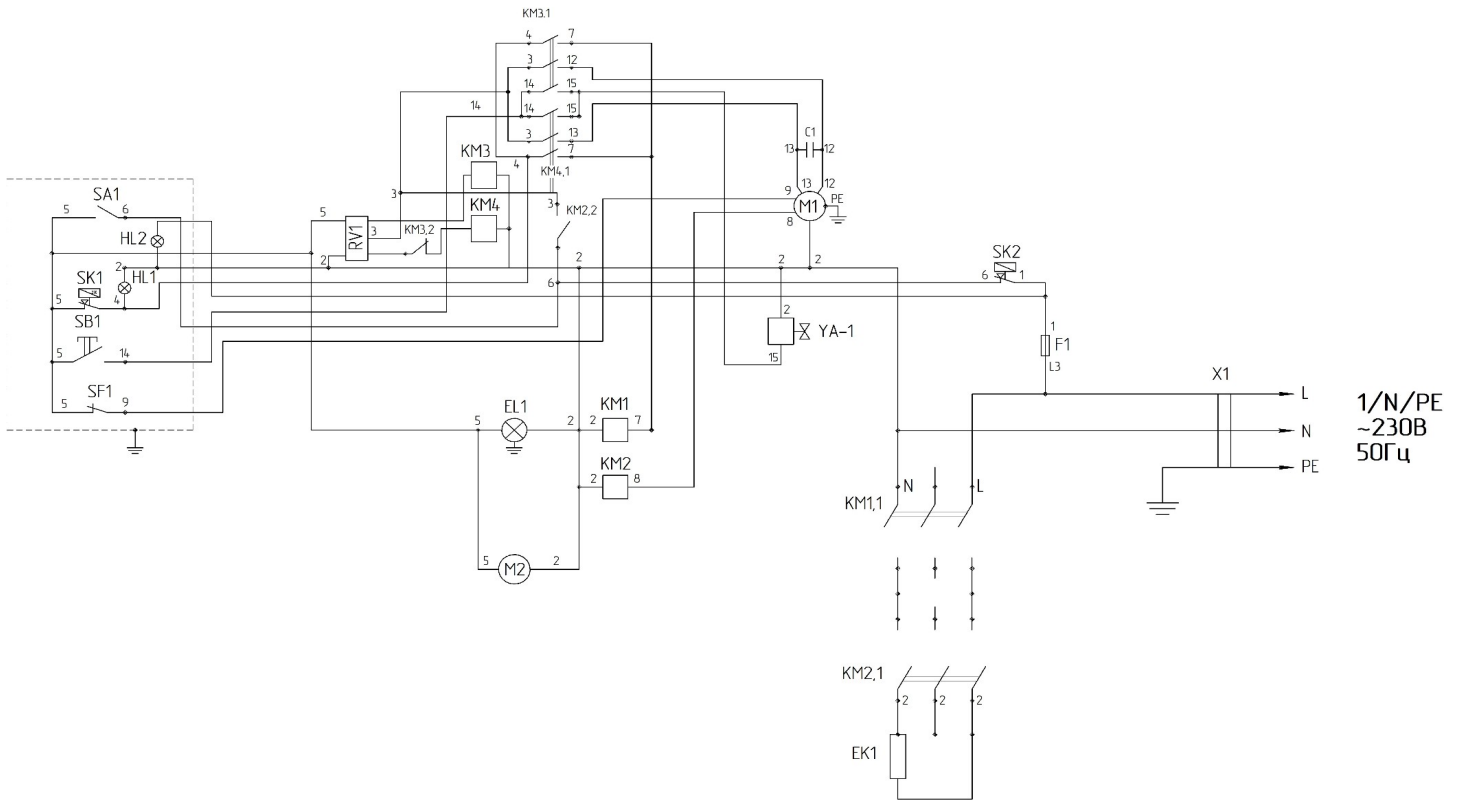 KM3.1
4 7
3 12
14 15
14
14 15
3 13
C1
KM3
4 7
13 12
KM4,1
SA1
3
9 13 12
PE
5 6
5
KM4
3
KM2,2
M1
8
HL2
RV1
3
KM3,2
2
SK2
2 HL1
2
2 2
6 1
SK1
6
5 4
2
SB1
YA-1
1
F1
5 14
15
L3
X1
SF1
L
5 9
EL1
KM1
1/N/PE
5 2
2 7
N
~230В
KM2
50Гц
2 8
PE
N L
KM1,1
5 M2 2
KM2,1
2 2 2
EK1